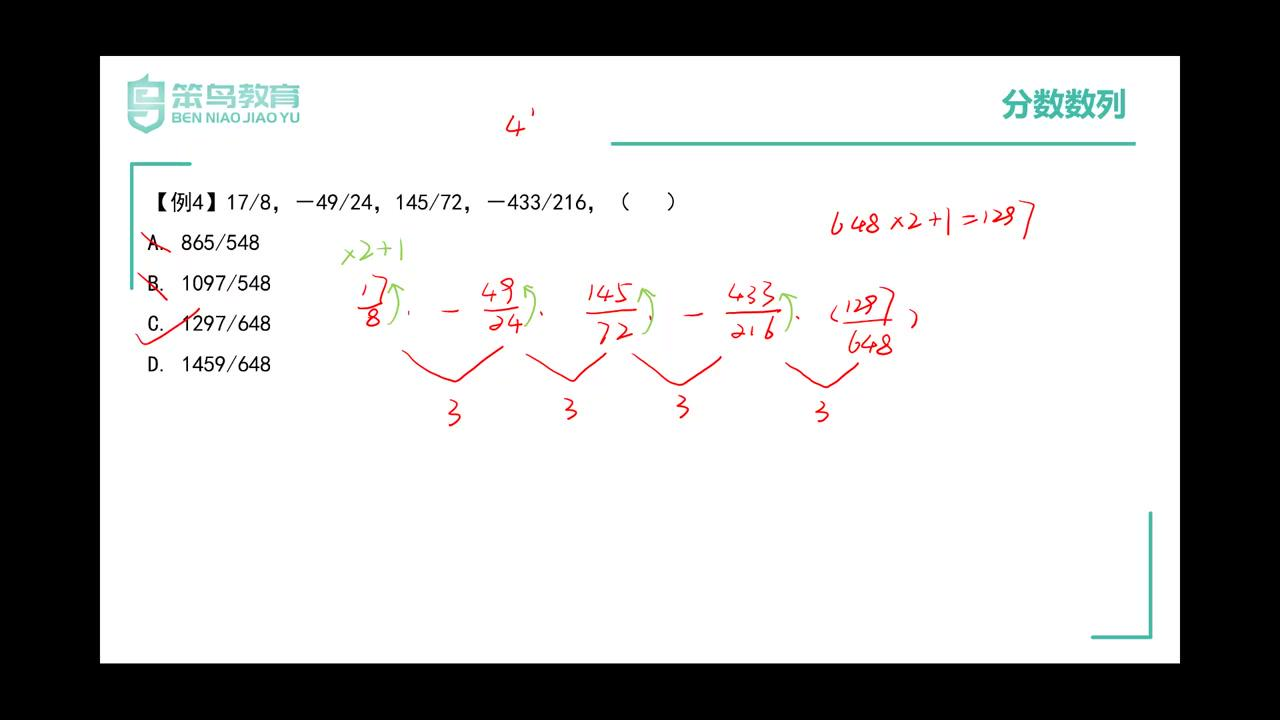 笨鸟教育
BEN NIAO JIAO YU
分数数列
4'
【例4】17/8，－49/24，145/72，－433/216，（ ）
648×2+1=1297
A. 865/548
×2+1
B. 1097/548
17/8 . - 49/24 . 145/72 . - 433/216 . (1297/648)
C. 1297/648
D. 1459/648
3 3 3 3